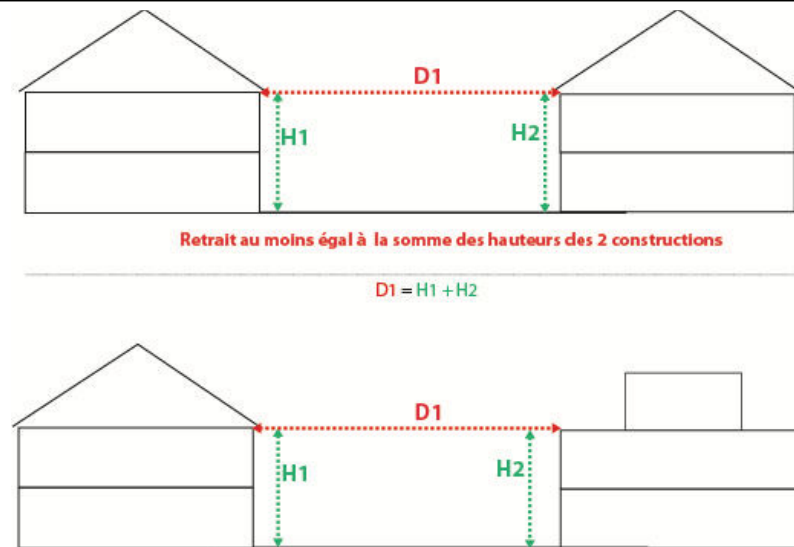 D1
H1 H2
Retrait au moins égal à la somme des hauteurs des 2 constructions
D1 = H1 + H2
D1
H1 H2